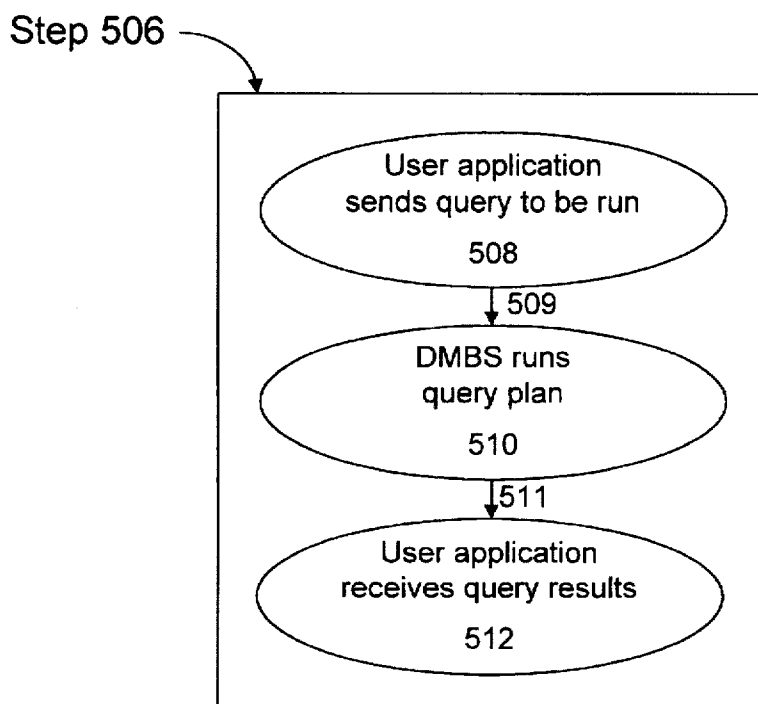 Step 506
User application
sends query to be run
508
509
DMBS runs
query plan
510
511
User application
receives query results
512